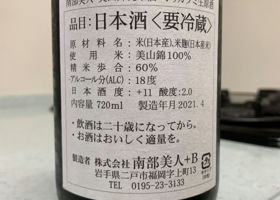 品目:日本酒〈要冷蔵〉
原材料名:米(日本産)、米麹(日本産米)
使用米:美山錦100%
精米歩合:60%
アルコール分(ALC):18度
日本酒度:+11 酸度:2.0
内容量:720ml 製造年月2021.4
・飲酒は二十歳になってから。
・お酒はおいしく適量を。
製造者 株式会社 南部美人+B
岩手県二戸市福岡字上町13
TEL 0195-23-3133